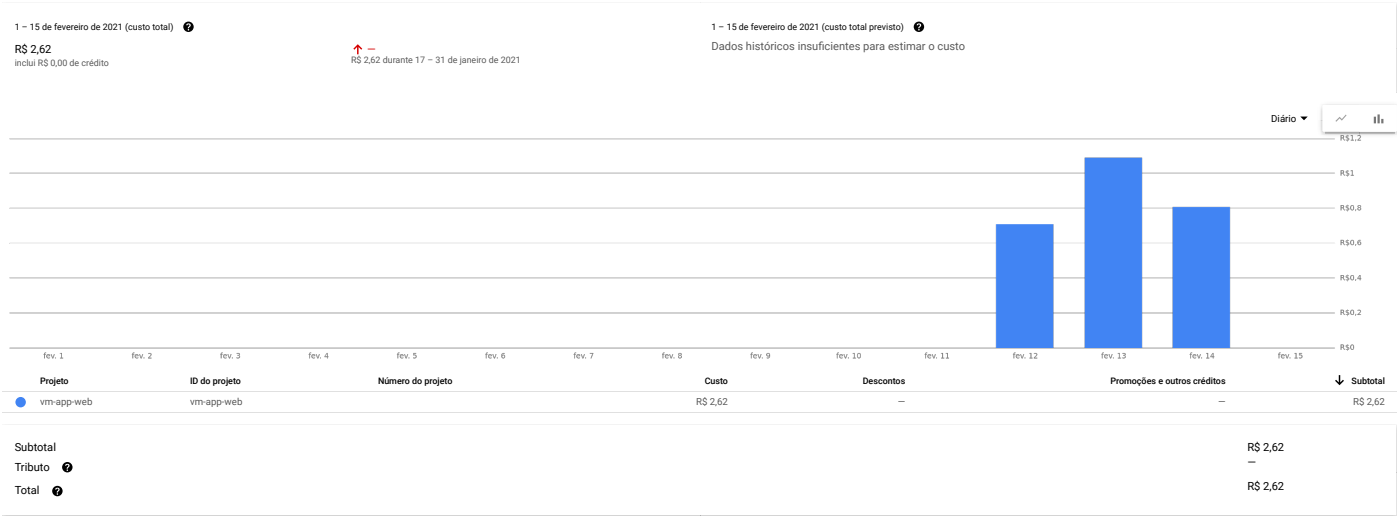 1 – 15 de fevereiro de 2021 (custo total) ?
1 – 15 de fevereiro de 2021 (custo total previsto) ?
R$ 2,62
inclui R$ 0,00 de crédito
—
R$ 2,62 durante 17 – 31 de janeiro de 2021
Dados históricos insuficientes para estimar o custo
Diário
R$1,2
R$1
R$0,8
R$0,6
R$0,4
R$0,2
R$0
fev. 1 fev. 2 fev. 3 fev. 4 fev. 5 fev. 6 fev. 7 fev. 8 fev. 9 fev. 10 fev. 11 fev. 12 fev. 13 fev. 14 fev. 15
Projeto ID do projeto Número do projeto Custo Descontos Promoções e outros créditos Subtotal
vm-app-web vm-app-web R$ 2,62 — — R$ 2,62
Subtotal R$ 2,62
Tributo ? —
Total ? R$ 2,62